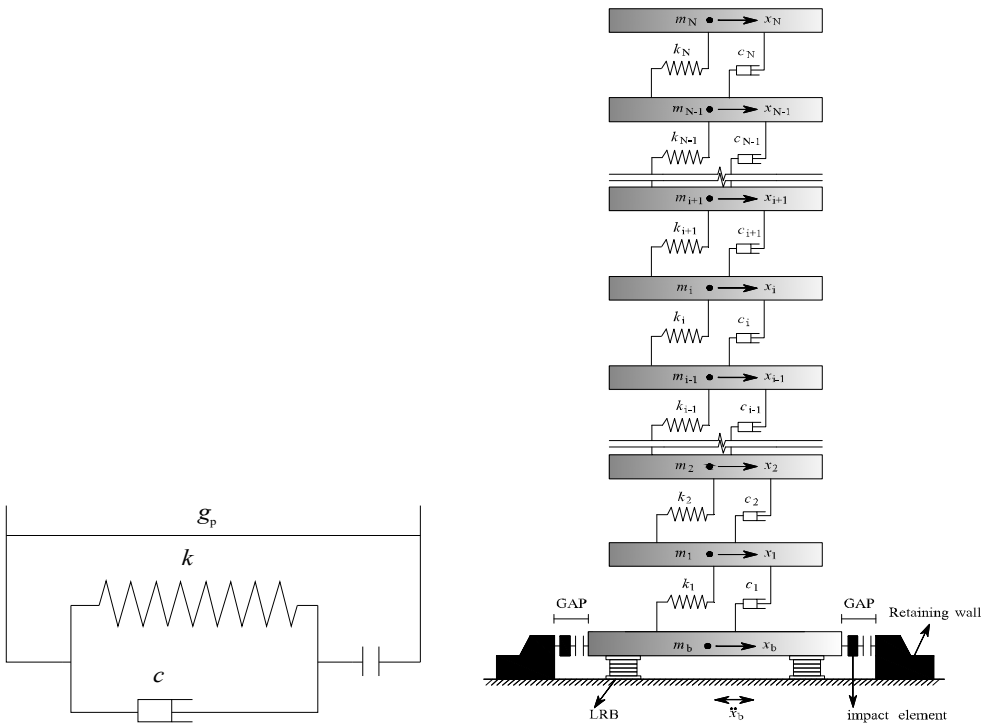 g_p
k
c
m_N x_N
k_N c_N
m_N-1 x_N-1
k_N-1 c_N-1
m_i+1 x_i+1
k_i+1 c_i+1
m_i x_i
k_i c_i
m_i-1 x_i-1
k_i-1 c_i-1
m_2 x_2
k_2 c_2
m_1 x_1
k_1 c_1
GAP GAP
Retaining wall
m_b x_b
LRB ẍ_b impact element